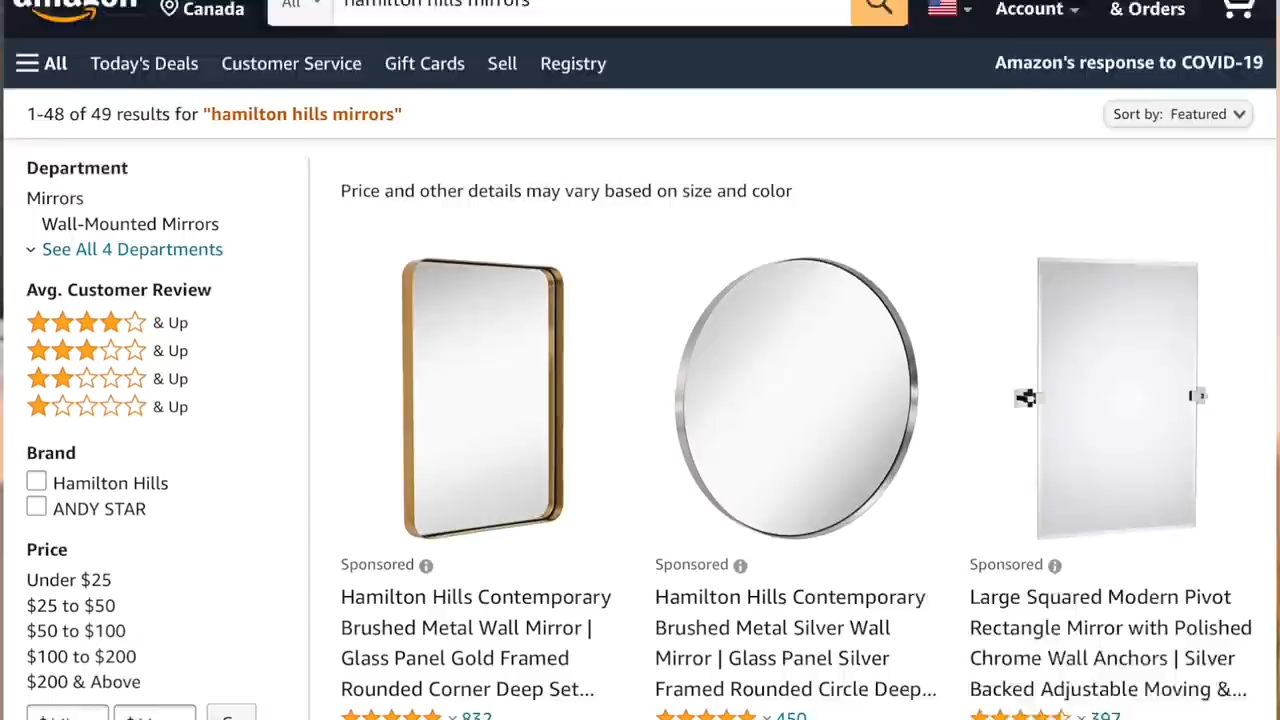 amazon
Canada
All
hamilton hills mirrors
Account
& Orders
All
Today's Deals
Customer Service
Gift Cards
Sell
Registry
Amazon's response to COVID-19
1-48 of 49 results for "hamilton hills mirrors"
Sort by: Featured
Department
Mirrors
Wall-Mounted Mirrors
See All 4 Departments
Avg. Customer Review
& Up
& Up
& Up
& Up
Brand
Hamilton Hills
ANDY STAR
Price
Under $25
$25 to $50
$50 to $100
$100 to $200
$200 & Above
Price and other details may vary based on size and color
Sponsored
Hamilton Hills Contemporary
Brushed Metal Wall Mirror |
Glass Panel Gold Framed
Rounded Corner Deep Set...
832
Sponsored
Hamilton Hills Contemporary
Brushed Metal Silver Wall
Mirror | Glass Panel Silver
Framed Rounded Circle Deep...
450
Sponsored
Large Squared Modern Pivot
Rectangle Mirror with Polished
Chrome Wall Anchors | Silver
Backed Adjustable Moving &...
397